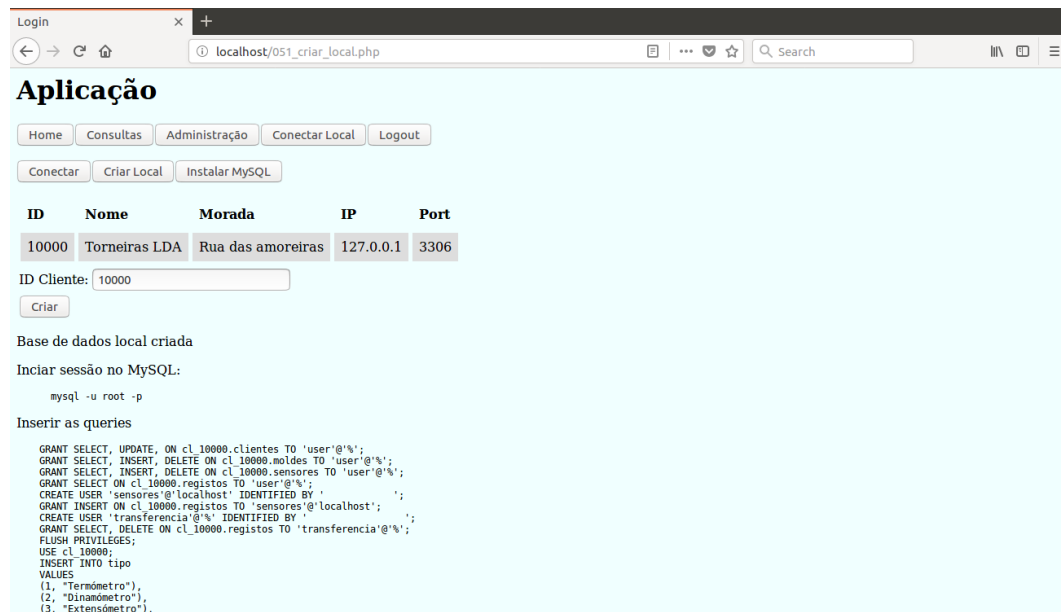 Login
localhost/051_criar_local.php
Search
Aplicação
Home Consultas Administração Conectar Local Logout
Conectar Criar Local Instalar MySQL
ID Nome Morada IP Port
10000 Torneiras LDA Rua das amoreiras 127.0.0.1 3306
ID Cliente: 10000
Criar
Base de dados local criada
Inciar sessão no MySQL:
mysql -u root -p
Inserir as queries
GRANT SELECT, UPDATE, ON cl_10000.clientes TO 'user'@'%';
GRANT SELECT, INSERT, DELETE ON cl_10000.moldes TO 'user'@'%';
GRANT SELECT, INSERT, DELETE ON cl_10000.sensores TO 'user'@'%';
GRANT SELECT ON cl_10000.registos TO 'user'@'%';
CREATE USER 'sensores'@'localhost' IDENTIFIED BY '          ';
GRANT INSERT ON cl_10000.registos TO 'sensores'@'localhost';
CREATE USER 'transferencia'@'%' IDENTIFIED BY '               ';
GRANT SELECT, DELETE ON cl_10000.registos TO 'transferencia'@'%';
FLUSH PRIVILEGES;
USE cl_10000;
INSERT INTO tipo
VALUES
(1, "Termómetro"),
(2, "Dinamómetro"),
(3, "Extensómetro"),